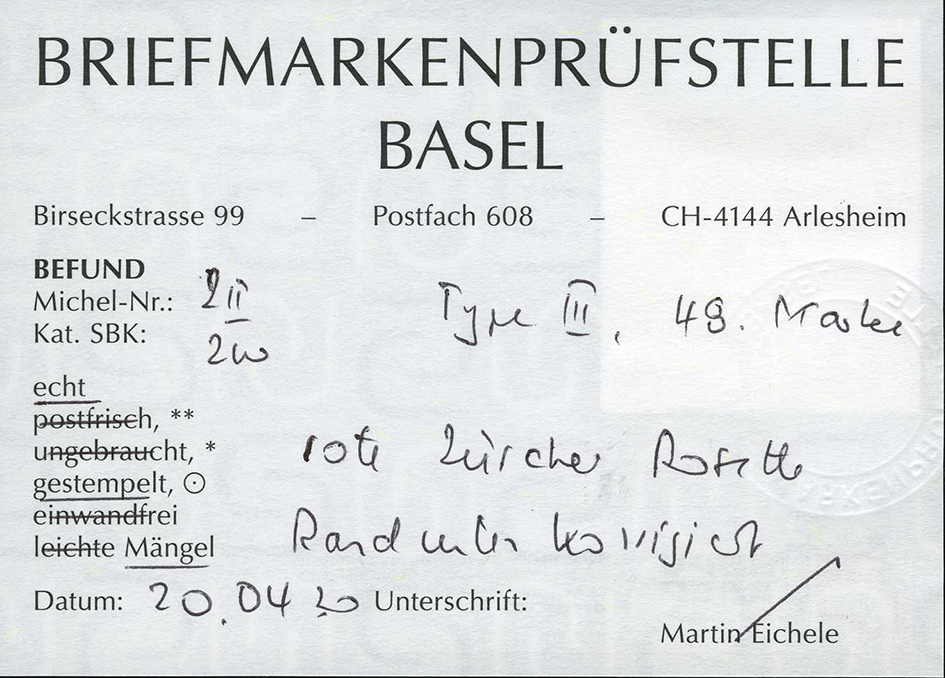 BRIEFMARKENPRÜFSTELLE
BASEL
Birseckstrasse 99 – Postfach 608 – CH-4144 Arlesheim
BEFUND
Michel-Nr.: 2II
Type III, 48. Marke
Kat. SBK: 2w
echt
postfrisch, **
ungebraucht, *
rote Zürcher Rosette
gestempelt, ⊙
einwandfrei
leichte Mängel
Rand unten korrigiert
Datum: 20.04 20 Unterschrift:
Martin Eichele